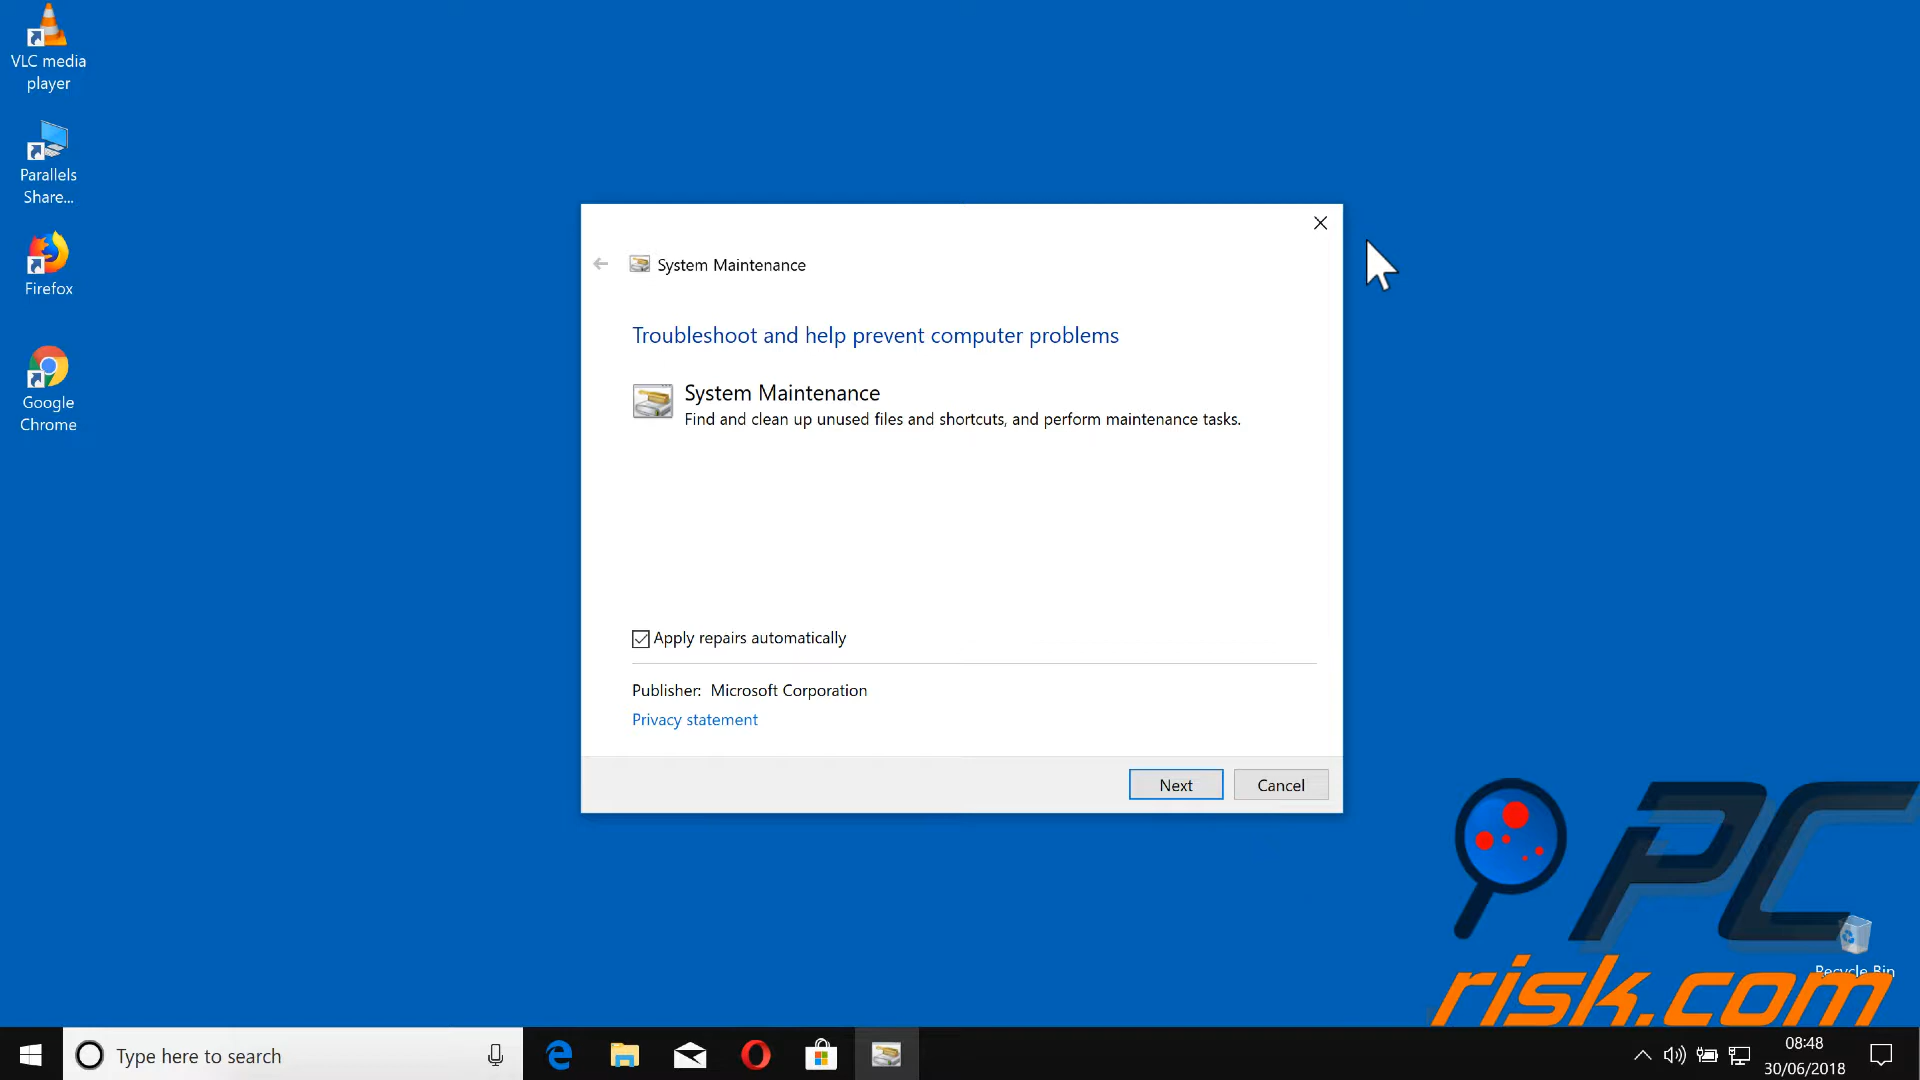 VLC media
player
Parallels
Share...
Firefox
Google
Chrome
System Maintenance
Troubleshoot and help prevent computer problems
System Maintenance
Find and clean up unused files and shortcuts, and perform maintenance tasks.
Apply repairs automatically
Publisher: Microsoft Corporation
Privacy statement
Next
Cancel
PC
Recycle Bin
risk.com
Type here to search
08:48
30/06/2018